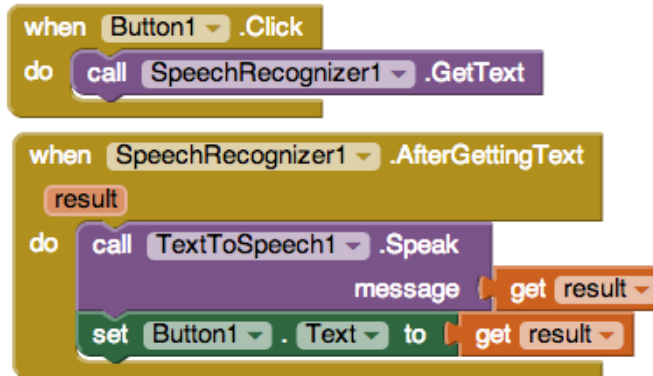 when Button1 .Click
do call SpeechRecognizer1 .GetText
when SpeechRecognizer1 .AfterGettingText
result
do call TextToSpeech1 .Speak
message get result
set Button1 . Text to get result